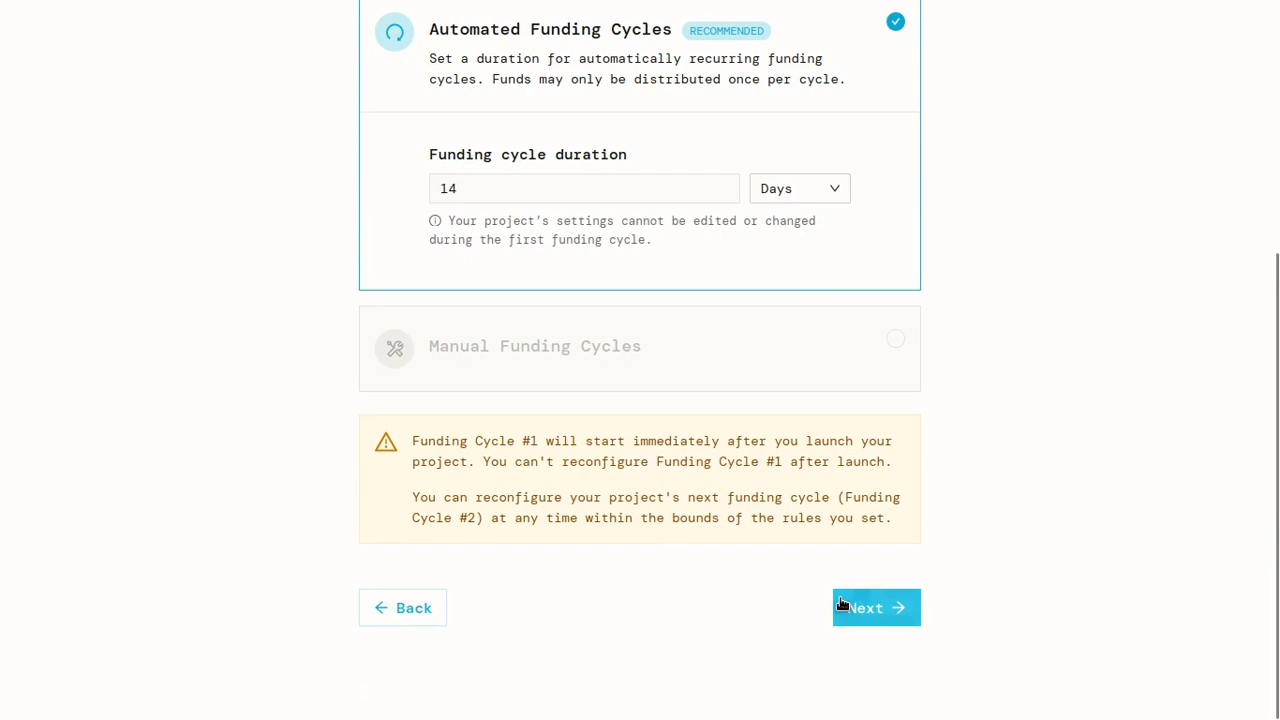 Automated Funding Cycles RECOMMENDED
Set a duration for automatically recurring funding
cycles. Funds may only be distributed once per cycle.
Funding cycle duration
14 Days
Your project’s settings cannot be edited or changed
during the first funding cycle.
Manual Funding Cycles
Funding Cycle #1 will start immediately after you launch your
project. You can't reconfigure Funding Cycle #1 after launch.
You can reconfigure your project's next funding cycle (Funding
Cycle #2) at any time within the bounds of the rules you set.
Back Next